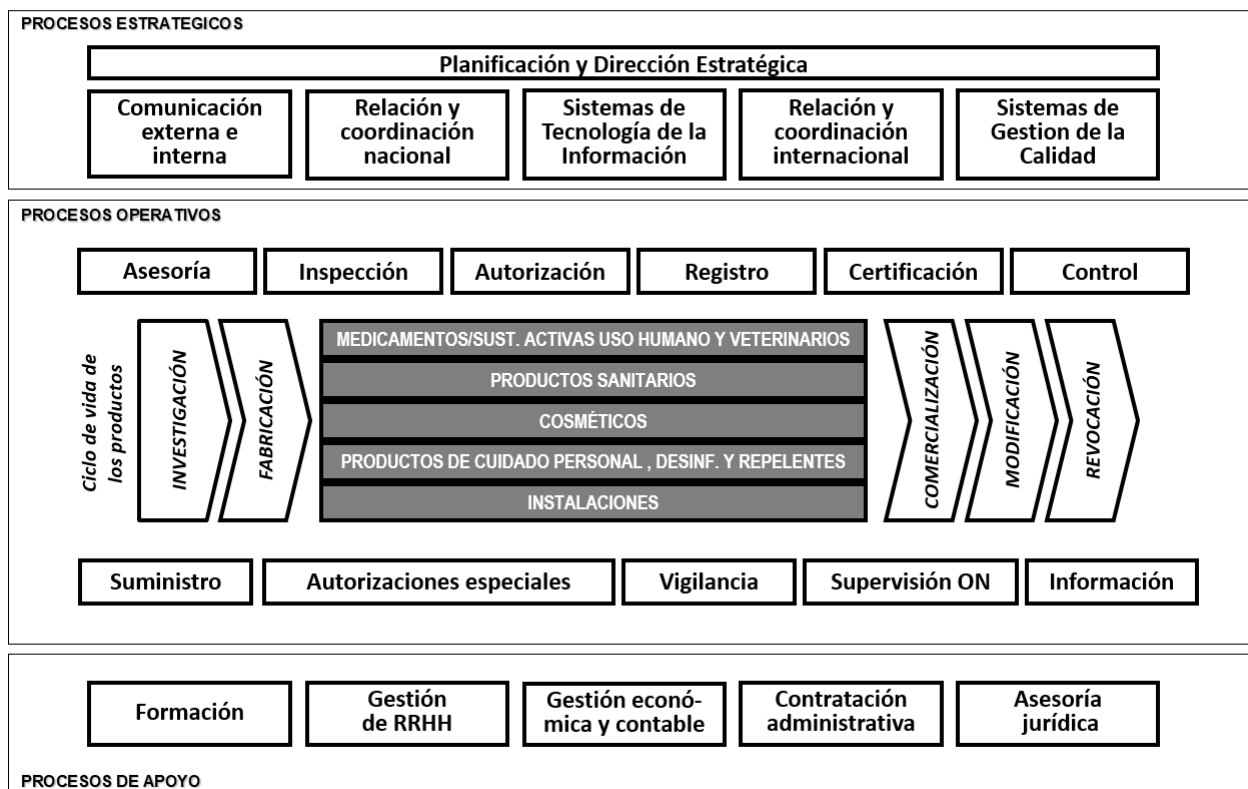 PROCESOS ESTRATEGICOS
Planificación y Dirección Estratégica
Comunicación
externa e
interna
Relación y
coordinación
nacional
Sistemas de
Tecnología de la
Información
Relación y
coordinación
internacional
Sistemas de
Gestion de la
Calidad
PROCESOS OPERATIVOS
Asesoría
Inspección
Autorización
Registro
Certificación
Control
Ciclo de vida de
los productos
INVESTIGACIÓN
FABRICACIÓN
MEDICAMENTOS/SUST. ACTIVAS USO HUMANO Y VETERINARIOS
PRODUCTOS SANITARIOS
COSMÉTICOS
PRODUCTOS DE CUIDADO PERSONAL , DESINF. Y REPELENTES
INSTALACIONES
COMERCIALIZACIÓN
MODIFICACIÓN
REVOCACIÓN
Suministro
Autorizaciones especiales
Vigilancia
Supervisión ON
Información
Formación
Gestión
de RRHH
Gestión econó-
mica y contable
Contratación
administrativa
Asesoría
jurídica
PROCESOS DE APOYO